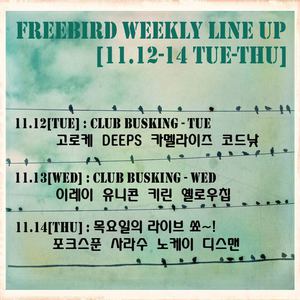 FREEBIRD WEEKLY LINE UP
[11.12-14 TUE-THU]
11.12[TUE] : CLUB BUSKING - TUE
고로케 DEEPS 카멜라이즈 코드낯
11.13[WED] : CLUB BUSKING - WED
이레이 유니콘 키린 옐로우칩
11.14[THU] : 목요일의 라이브 쑈~!
포크스푼 사라수 노케이 디스맨